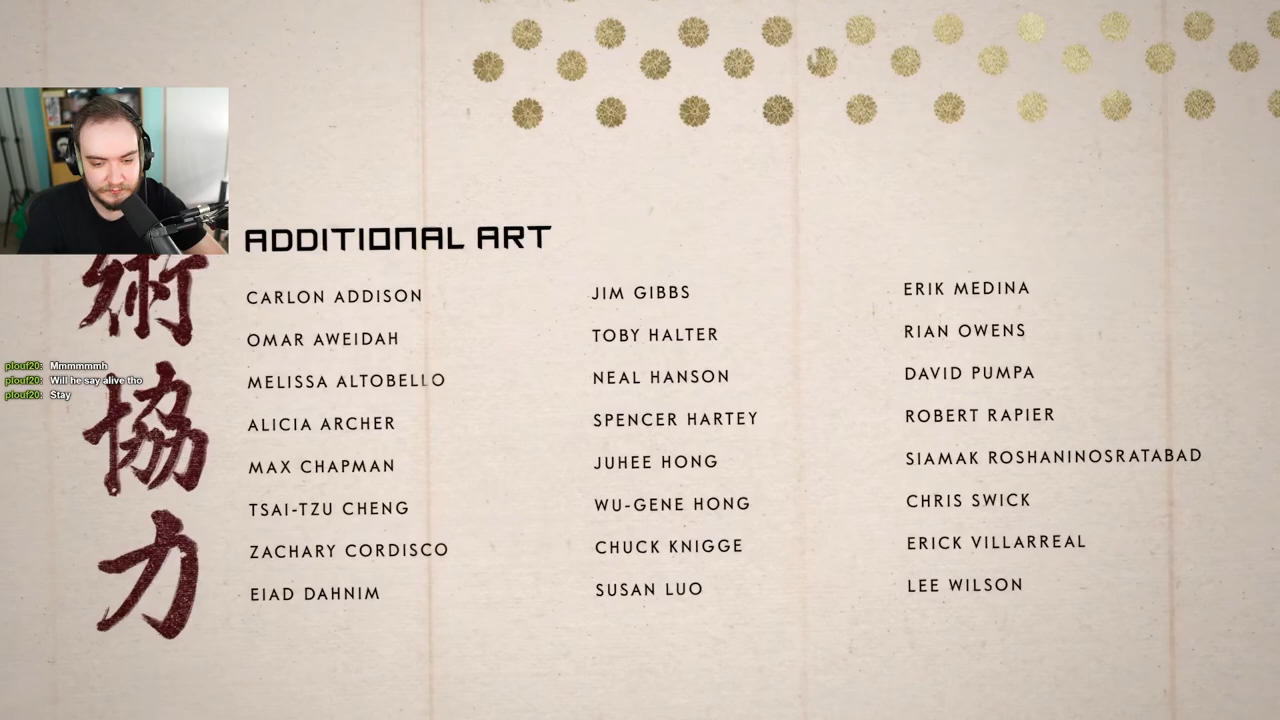 ADDITIONAL ART
術
協
力
CARLON ADDISON
OMAR AWEIDAH
MELISSA ALTOBELLO
ALICIA ARCHER
MAX CHAPMAN
TSAI-TZU CHENG
ZACHARY CORDISCO
EIAD DAHNIM
JIM GIBBS
TOBY HALTER
NEAL HANSON
SPENCER HARTEY
JUHEE HONG
WU-GENE HONG
CHUCK KNIGGE
SUSAN LUO
ERIK MEDINA
RIAN OWENS
DAVID PUMPA
ROBERT RAPIER
SIAMAK ROSHANINOSRATABAD
CHRIS SWICK
ERICK VILLARREAL
LEE WILSON
plouf20: Mmmmmmh
plouf20: Will he say alive tho
plouf20: Stay